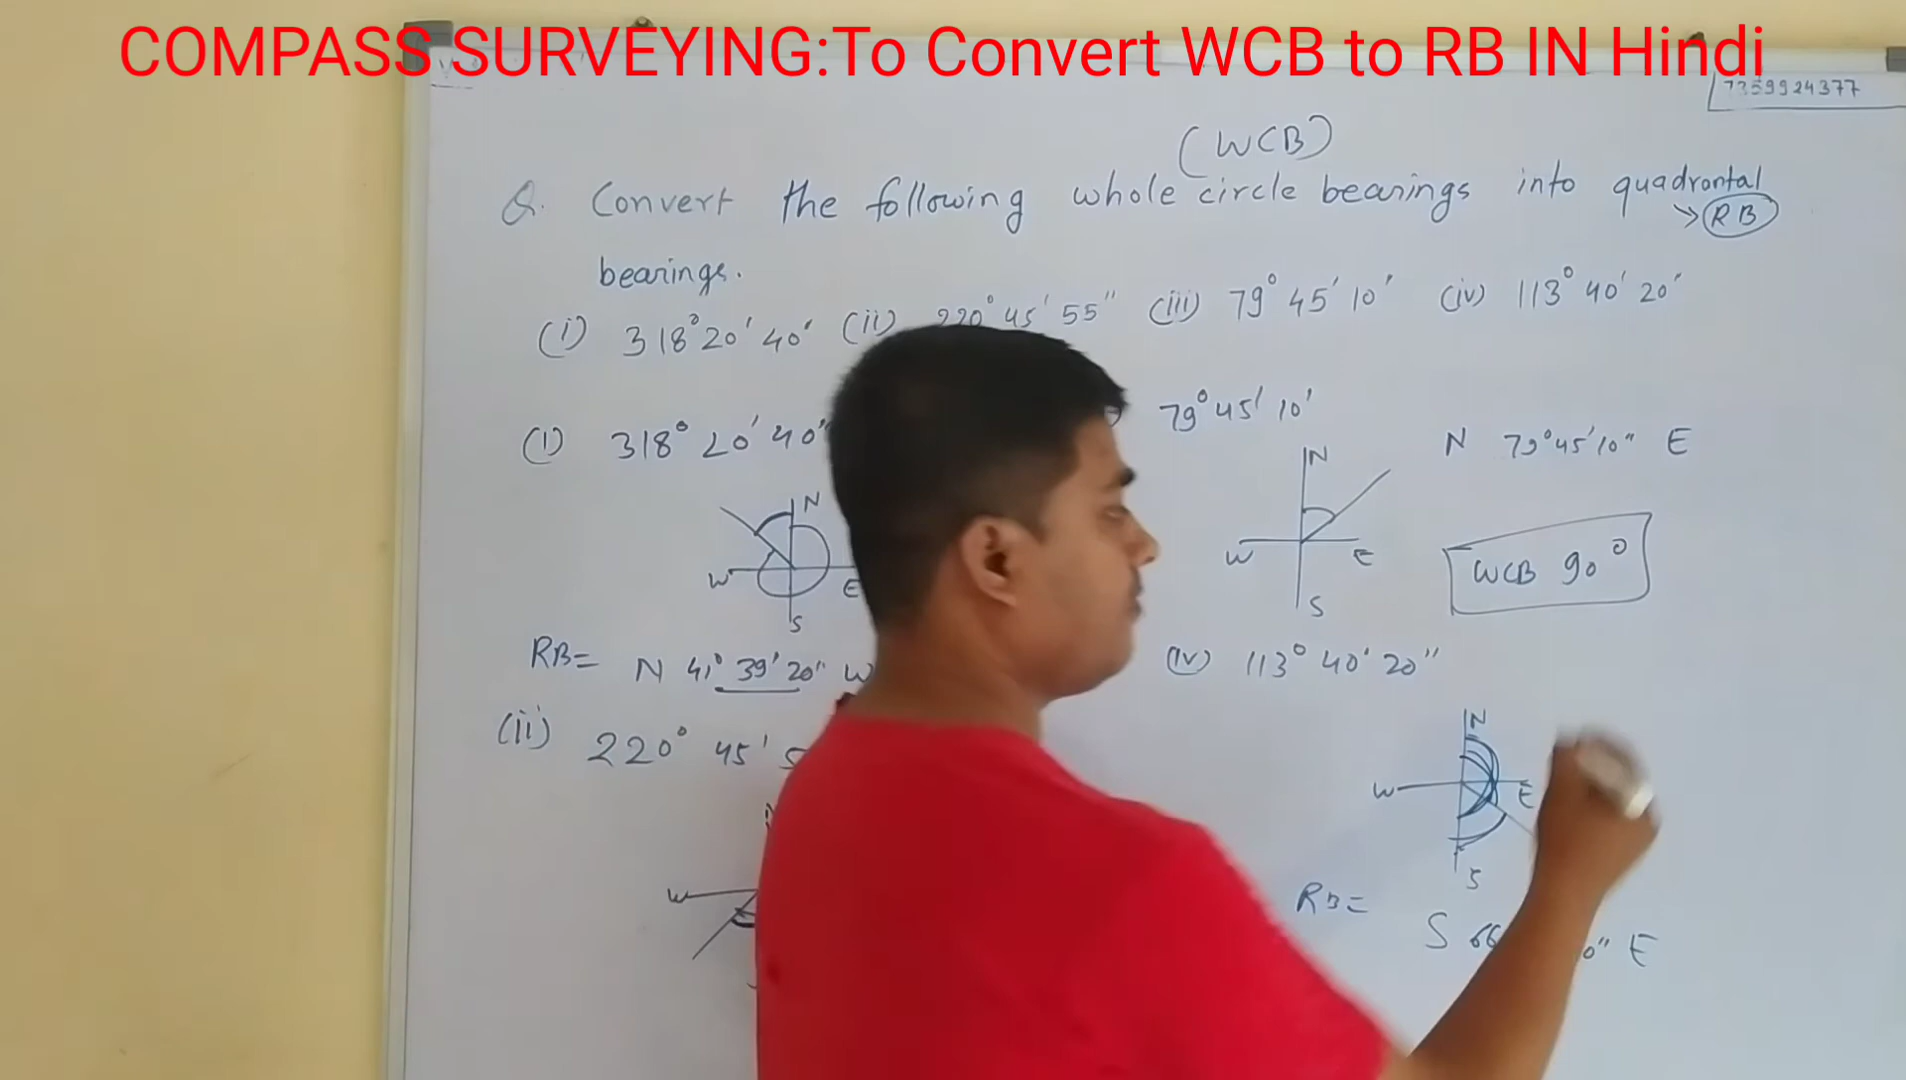 COMPASS SURVEYING:To Convert WCB to RB IN Hindi
7359924377
(WCB)
Q. Convert the following whole circle bearings into quadrontal
→ RB
bearings.
(i) 318° 20' 40" (ii) 220° 45' 55" (iii) 79° 45' 10' (iv) 113° 40' 20"
(i) 318° 20' 40"
79° 45' 10'
N 79° 45' 10" E
N
W E
S
N
W E
S
WCB 90°
RB= N 41° 39' 20" W
(iv) 113° 40' 20"
(ii) 220° 45'
N
W E
S
W
RB=
S 66 0" E